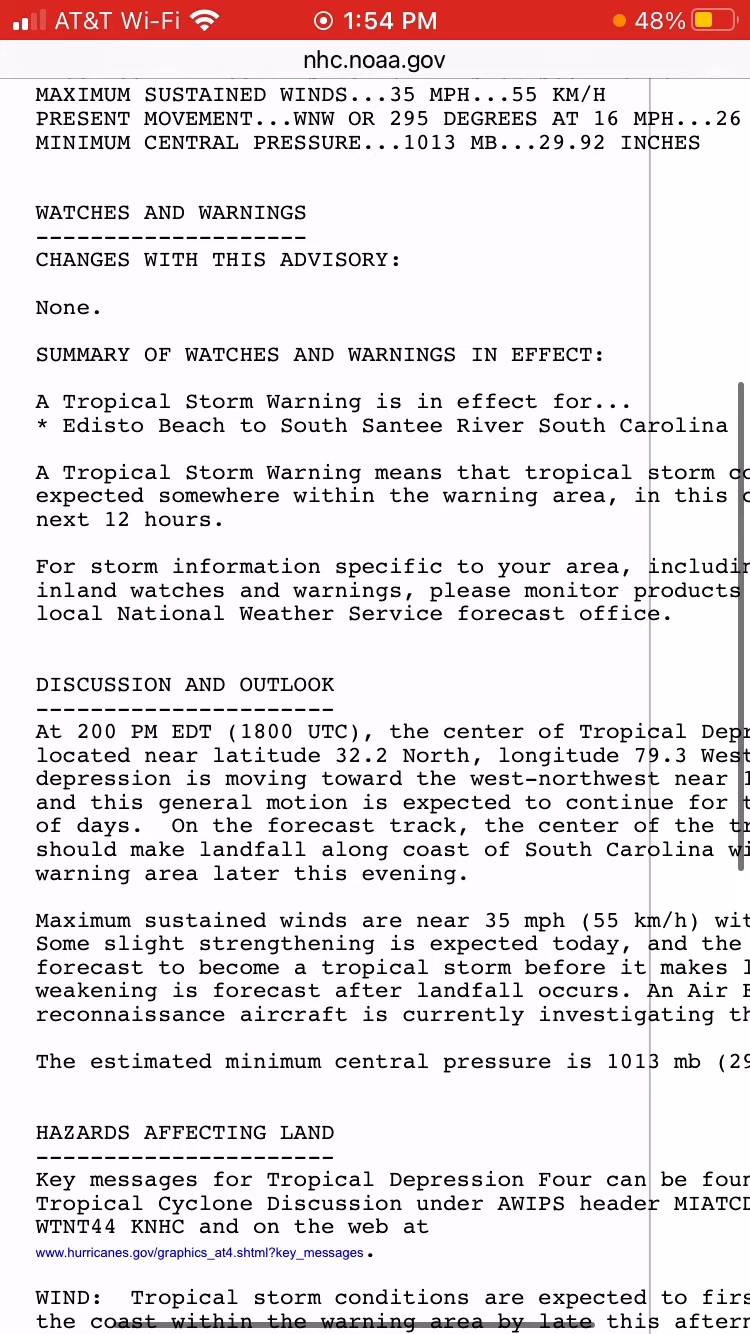 AT&T Wi-Fi 1:54 PM 48%
nhc.noaa.gov
MAXIMUM SUSTAINED WINDS...35 MPH...55 KM/H
PRESENT MOVEMENT...WNW OR 295 DEGREES AT 16 MPH...26
MINIMUM CENTRAL PRESSURE...1013 MB...29.92 INCHES
WATCHES AND WARNINGS
--------------------
CHANGES WITH THIS ADVISORY:
None.
SUMMARY OF WATCHES AND WARNINGS IN EFFECT:
A Tropical Storm Warning is in effect for...
* Edisto Beach to South Santee River South Carolina
A Tropical Storm Warning means that tropical storm
expected somewhere within the warning area, in this
next 12 hours.
For storm information specific to your area,
inland watches and warnings, please monitor products
local National Weather Service forecast office.
DISCUSSION AND OUTLOOK
----------------------
At 200 PM EDT (1800 UTC), the center of Tropical
located near latitude 32.2 North, longitude 79.3 West
depression is moving toward the west-northwest near
and this general motion is expected to continue for
of days. On the forecast track, the center of the
should make landfall along coast of South Carolina
warning area later this evening.
Maximum sustained winds are near 35 mph (55 km/h)
Some slight strengthening is expected today, and the
forecast to become a tropical storm before it makes
weakening is forecast after landfall occurs. An Air
reconnaissance aircraft is currently investigating
The estimated minimum central pressure is 1013 mb
HAZARDS AFFECTING LAND
----------------------
Key messages for Tropical Depression Four can be
Tropical Cyclone Discussion under AWIPS header
WTNT44 KNHC and on the web at
www.hurricanes.gov/graphics_at4.shtml?key_messages.
WIND: Tropical storm conditions are expected to
the coast within the warning area by late this